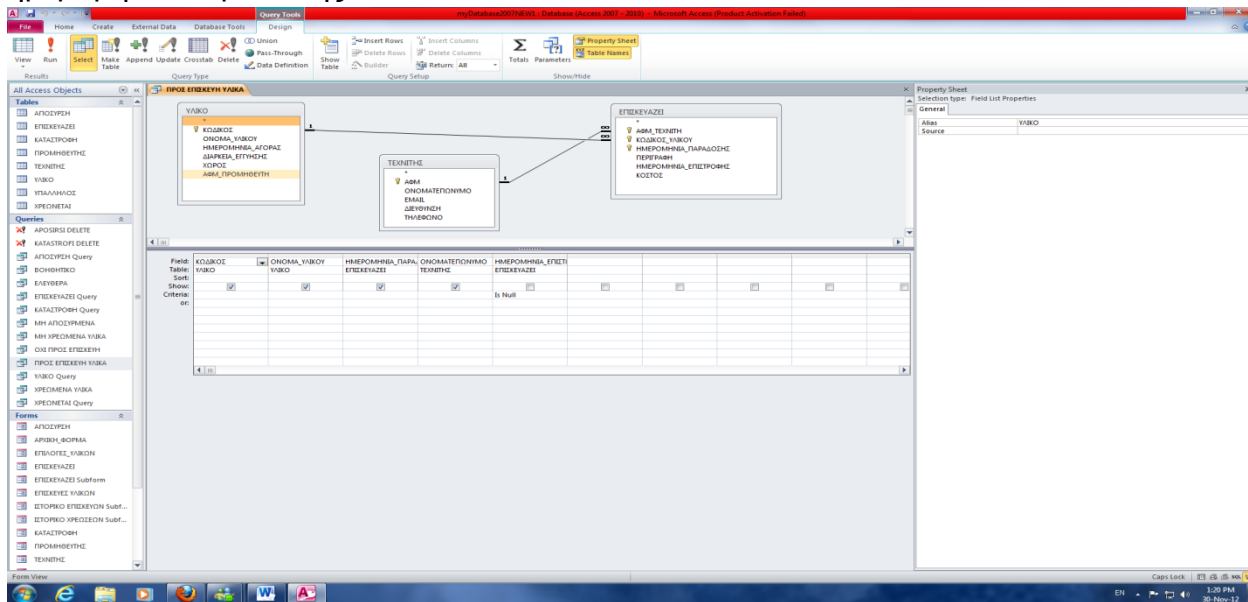 Query Tools
myDatabase2007NEW1 : Database (Access 2007 - 2010) - Microsoft Access (Product Activation Failed)
File Home Create External Data Database Tools Design
View Run Select Make Table Append Update Crosstab Delete
Union
Pass-Through
Data Definition
Show Table
Insert Rows
Delete Rows
Builder
Insert Columns
Delete Columns
Return: All
Totals Parameters
Property Sheet
Table Names
Results Query Type Query Setup Show/Hide
All Access Objects
Tables
ΑΠΟΣΥΡΣΗ
ΕΠΙΣΚΕΥΑΖΕΙ
ΚΑΤΑΣΤΡΟΦΗ
ΠΡΟΜΗΘΕΥΤΗΣ
ΤΕΧΝΙΤΗΣ
ΥΛΙΚΟ
ΥΠΑΛΛΗΛΟΣ
ΧΡΕΩΝΕΤΑΙ
Queries
APOSIRSI DELETE
KATASTROFI DELETE
ΑΠΟΣΥΡΣΗ Query
ΒΟΗΘΗΤΙΚΟ
ΕΛΕΥΘΕΡΑ
ΕΠΙΣΚΕΥΑΖΕΙ Query
ΚΑΤΑΣΤΡΟΦΗ Query
ΜΗ ΑΠΟΣΥΡΜΕΝΑ
ΜΗ ΧΡΕΩΜΕΝΑ ΥΛΙΚΑ
ΟΧΙ ΠΡΟΣ ΕΠΙΣΚΕΥΗ
ΠΡΟΣ ΕΠΙΣΚΕΥΗ ΥΛΙΚΑ
ΥΛΙΚΟ Query
ΧΡΕΩΜΕΝΑ ΥΛΙΚΑ
ΧΡΕΩΝΕΤΑΙ Query
Forms
ΑΠΟΣΥΡΣΗ
ΑΡΧΙΚΗ_ΦΟΡΜΑ
ΕΠΙΛΟΓΕΣ_ΥΛΙΚΩΝ
ΕΠΙΣΚΕΥΑΖΕΙ
ΕΠΙΣΚΕΥΑΖΕΙ Subform
ΕΠΙΣΚΕΥΕΣ ΥΛΙΚΩΝ
ΙΣΤΟΡΙΚΟ ΕΠΙΣΚΕΥΩΝ Subf...
ΙΣΤΟΡΙΚΟ ΧΡΕΩΣΕΩΝ Subf...
ΚΑΤΑΣΤΡΟΦΗ
ΠΡΟΜΗΘΕΥΤΗΣ
ΤΕΧΝΙΤΗΣ
ΠΡΟΣ ΕΠΙΣΚΕΥΗ ΥΛΙΚΑ
ΥΛΙΚΟ
*
ΚΩΔΙΚΟΣ
ΟΝΟΜΑ_ΥΛΙΚΟΥ
ΗΜΕΡΟΜΗΝΙΑ_ΑΓΟΡΑΣ
ΔΙΑΡΚΕΙΑ_ΕΓΓΥΗΣΗΣ
ΧΩΡΟΣ
ΑΦΜ_ΠΡΟΜΗΘΕΥΤΗ
1
ΤΕΧΝΙΤΗΣ
*
ΑΦΜ
ΟΝΟΜΑΤΕΠΩΝΥΜΟ
EMAIL
ΔΙΕΥΘΥΝΣΗ
ΤΗΛΕΦΩΝΟ
1
ΕΠΙΣΚΕΥΑΖΕΙ
*
ΑΦΜ_ΤΕΧΝΙΤΗ
ΚΩΔΙΚΟΣ_ΥΛΙΚΟΥ
ΗΜΕΡΟΜΗΝΙΑ_ΠΑΡΑΔΟΣΗΣ
ΠΕΡΙΓΡΑΦΗ
ΗΜΕΡΟΜΗΝΙΑ_ΕΠΙΣΤΡΟΦΗΣ
ΚΟΣΤΟΣ
∞
∞
Field: ΚΩΔΙΚΟΣ ΟΝΟΜΑ_ΥΛΙΚΟΥ ΗΜΕΡΟΜΗΝΙΑ_ΠΑΡΑ ΟΝΟΜΑΤΕΠΩΝΥΜΟ ΗΜΕΡΟΜΗΝΙΑ_ΕΠΙΣΤ
Table: ΥΛΙΚΟ ΥΛΙΚΟ ΕΠΙΣΚΕΥΑΖΕΙ ΤΕΧΝΙΤΗΣ ΕΠΙΣΚΕΥΑΖΕΙ
Sort:
Show:
Criteria: Is Null
or:
Property Sheet
Selection type: Field List Properties
General
Alias ΥΛΙΚΟ
Source
Form View
Caps Lock
SQL
EN
1:20 PM
30-Nov-12